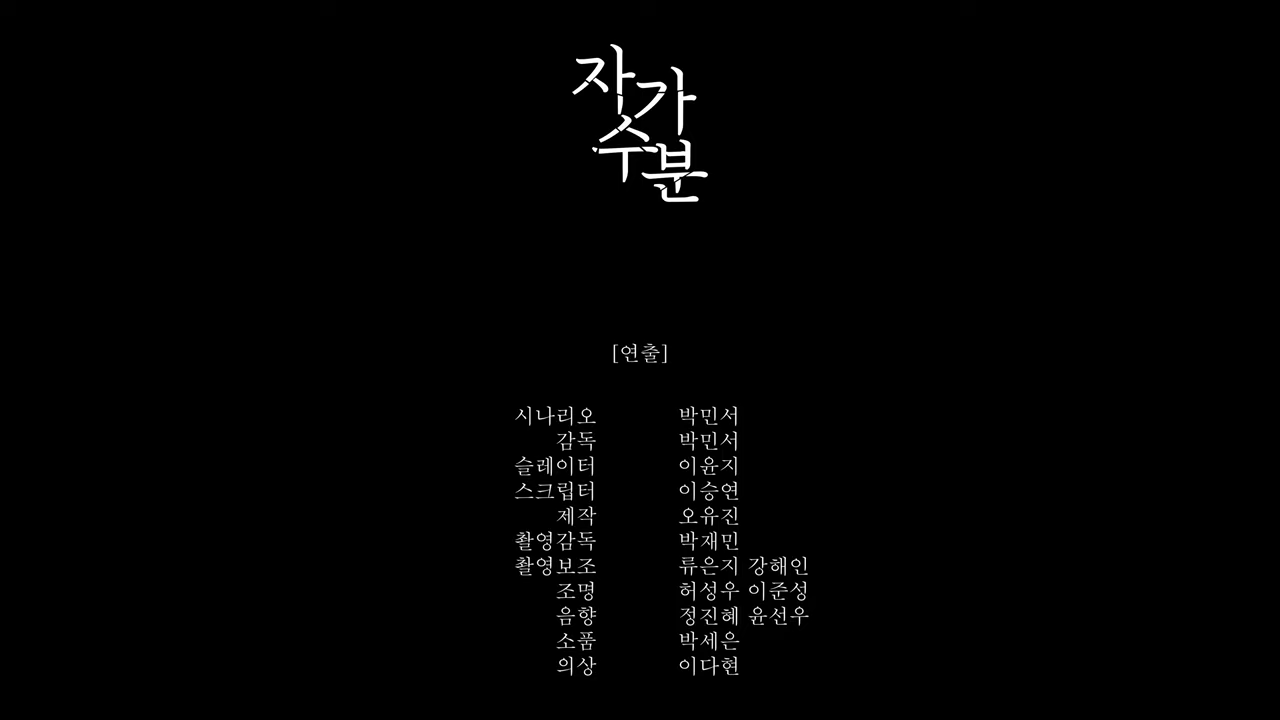 자가
수분
[연출]
시나리오 박민서
감독 박민서
슬레이터 이윤지
스크립터 이승연
제작 오유진
촬영감독 박재민
촬영보조 류은지 강해인
조명 허성우 이준성
음향 정진혜 윤선우
소품 박세은
의상 이다현